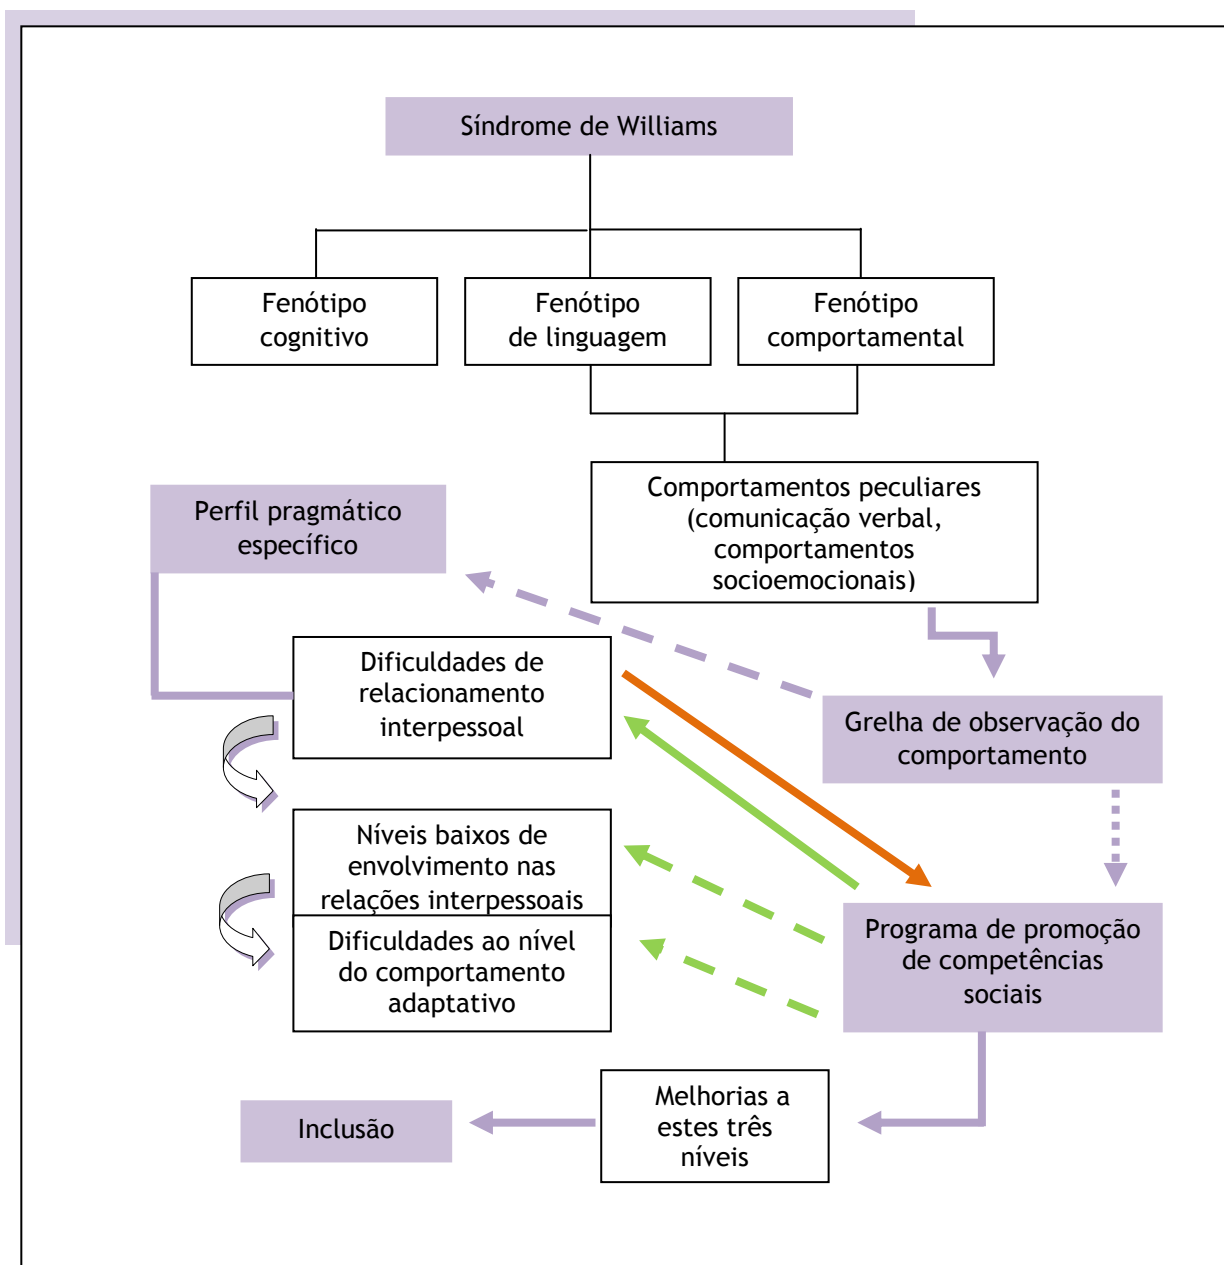 Síndrome de Williams
Fenótipo
cognitivo
Fenótipo
de linguagem
Fenótipo
comportamental
Comportamentos peculiares
(comunicação verbal,
comportamentos
socioemocionais)
Perfil pragmático
específico
Dificuldades de
relacionamento
interpessoal
Grelha de observação do
comportamento
Níveis baixos de
envolvimento nas
relações interpessoais
Dificuldades ao nível
do comportamento
adaptativo
Programa de promoção
de competências
sociais
Melhorias a
estes três
níveis
Inclusão